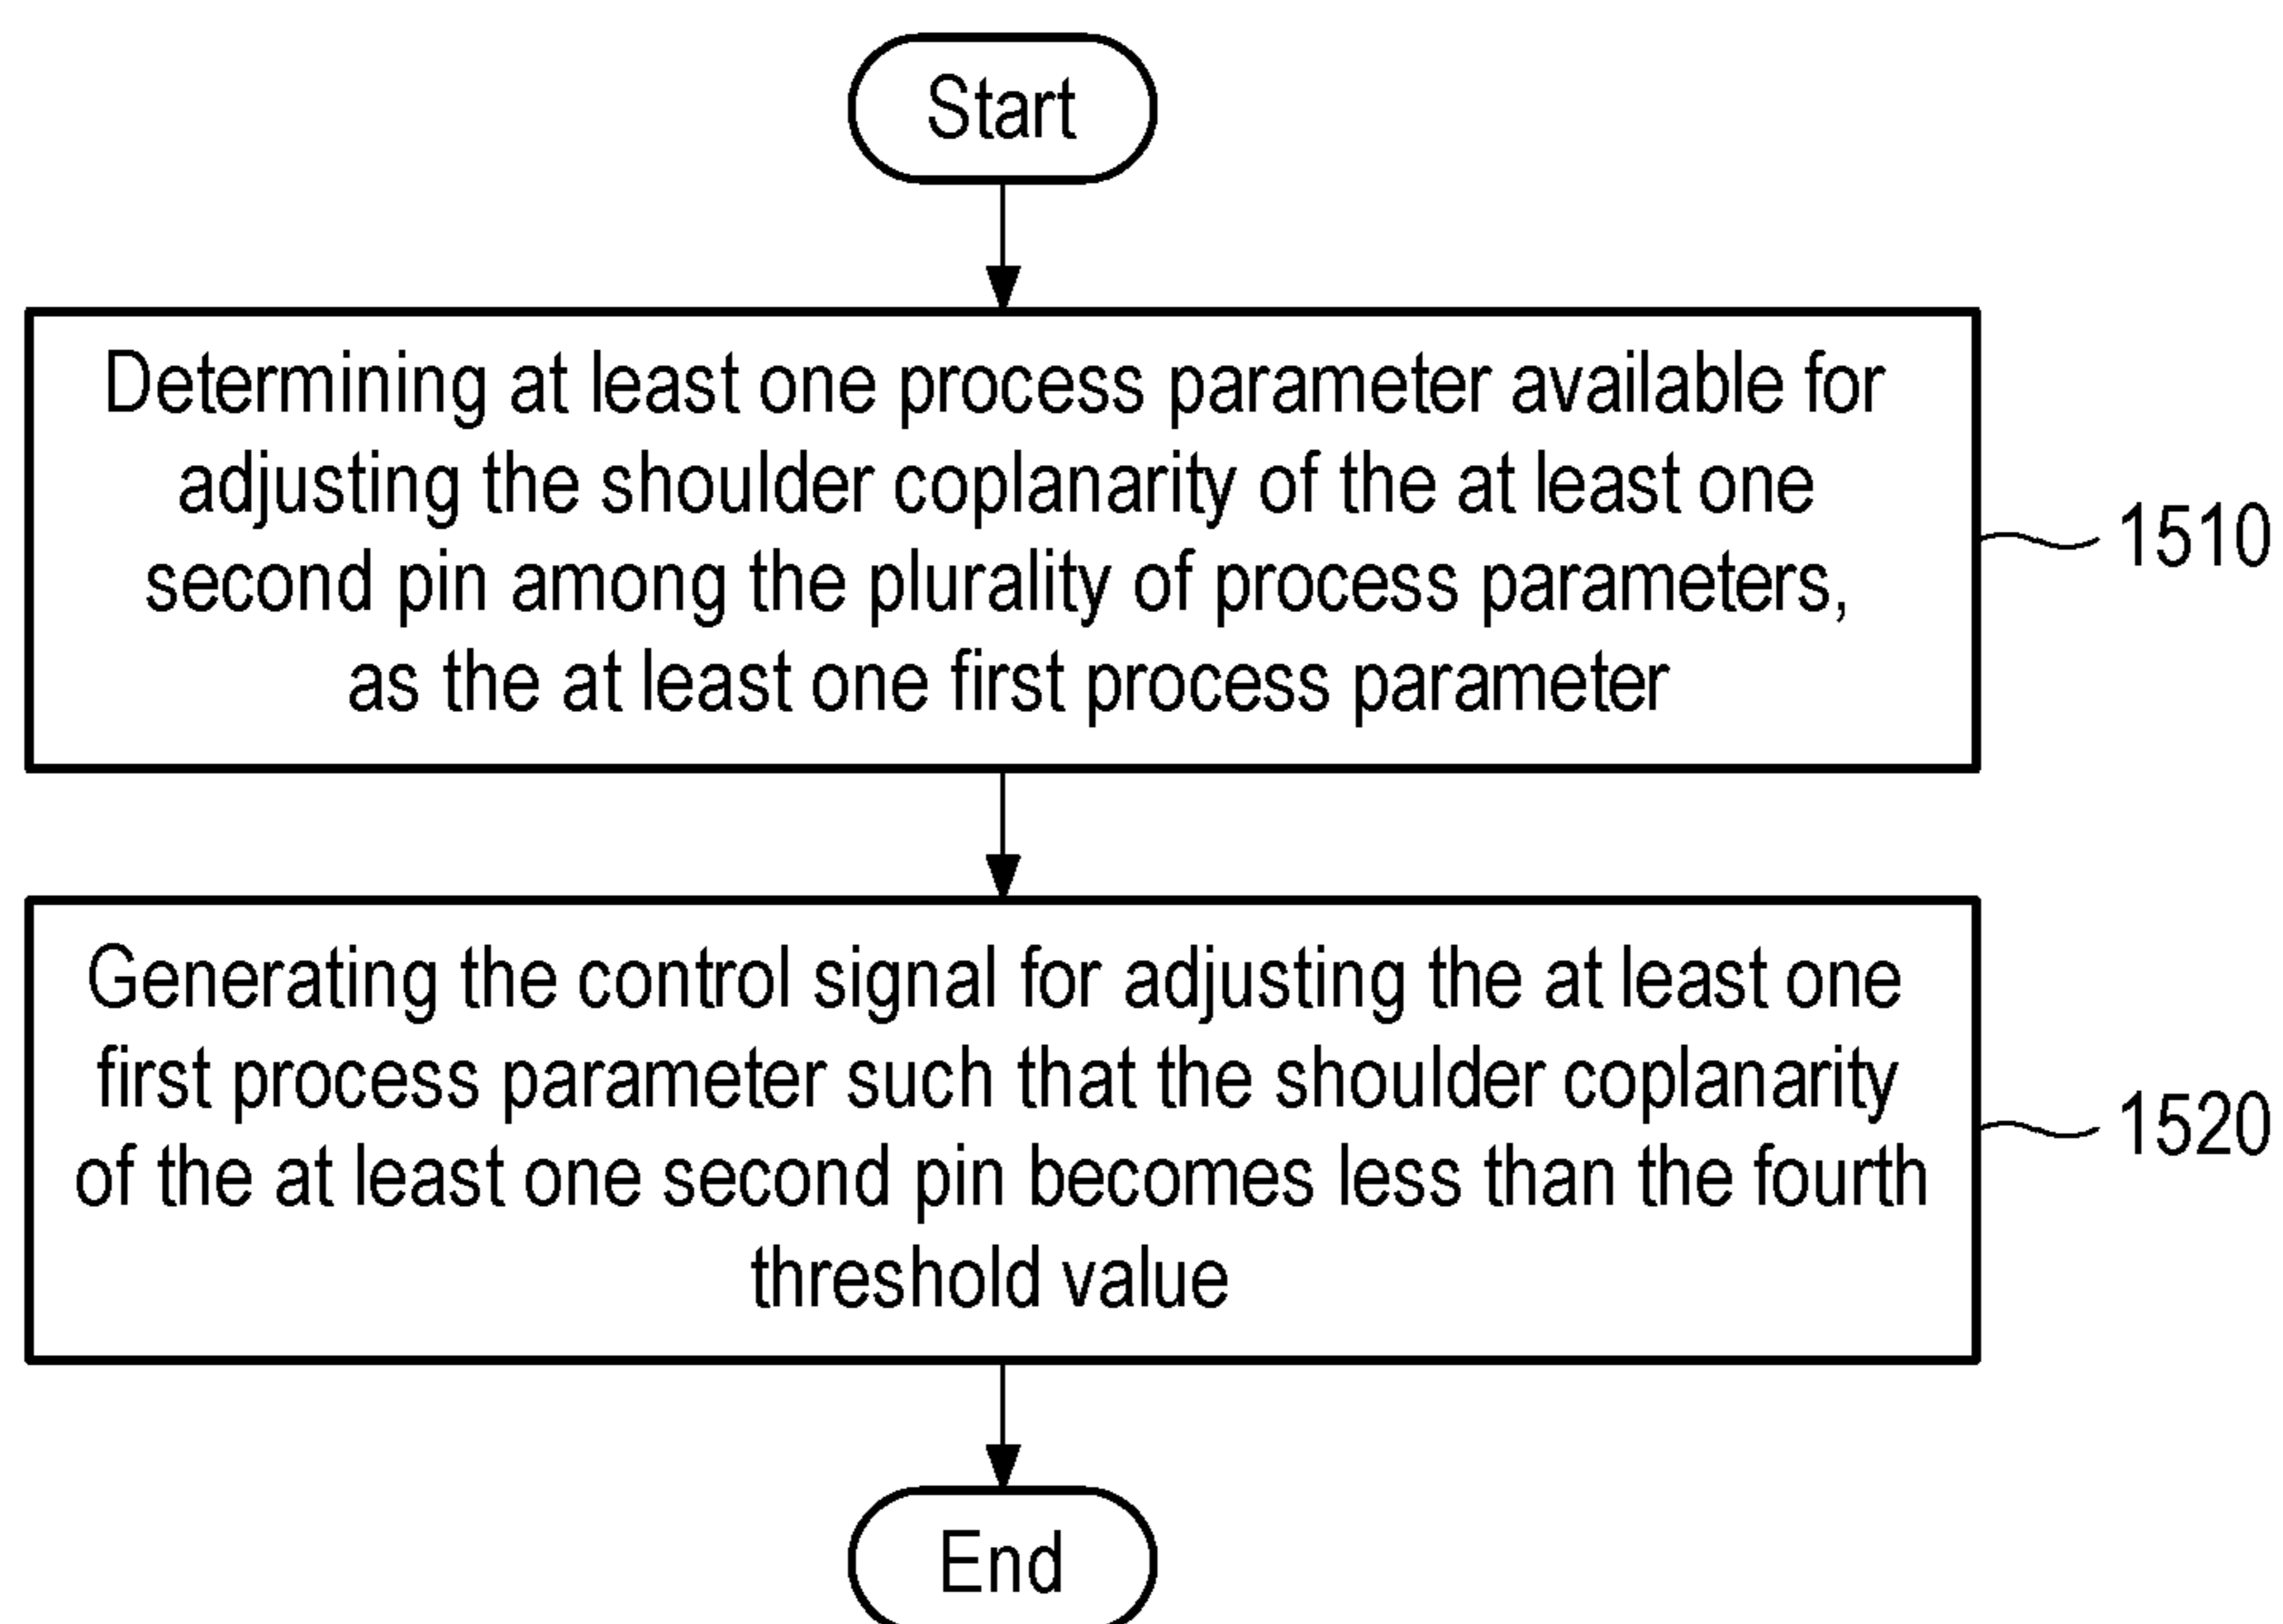 Start
Determining at least one process parameter available for
adjusting the shoulder coplanarity of the at least one
second pin among the plurality of process parameters,
as the at least one first process parameter
1510
Generating the control signal for adjusting the at least one
first process parameter such that the shoulder coplanarity
of the at least one second pin becomes less than the fourth
threshold value
1520
End